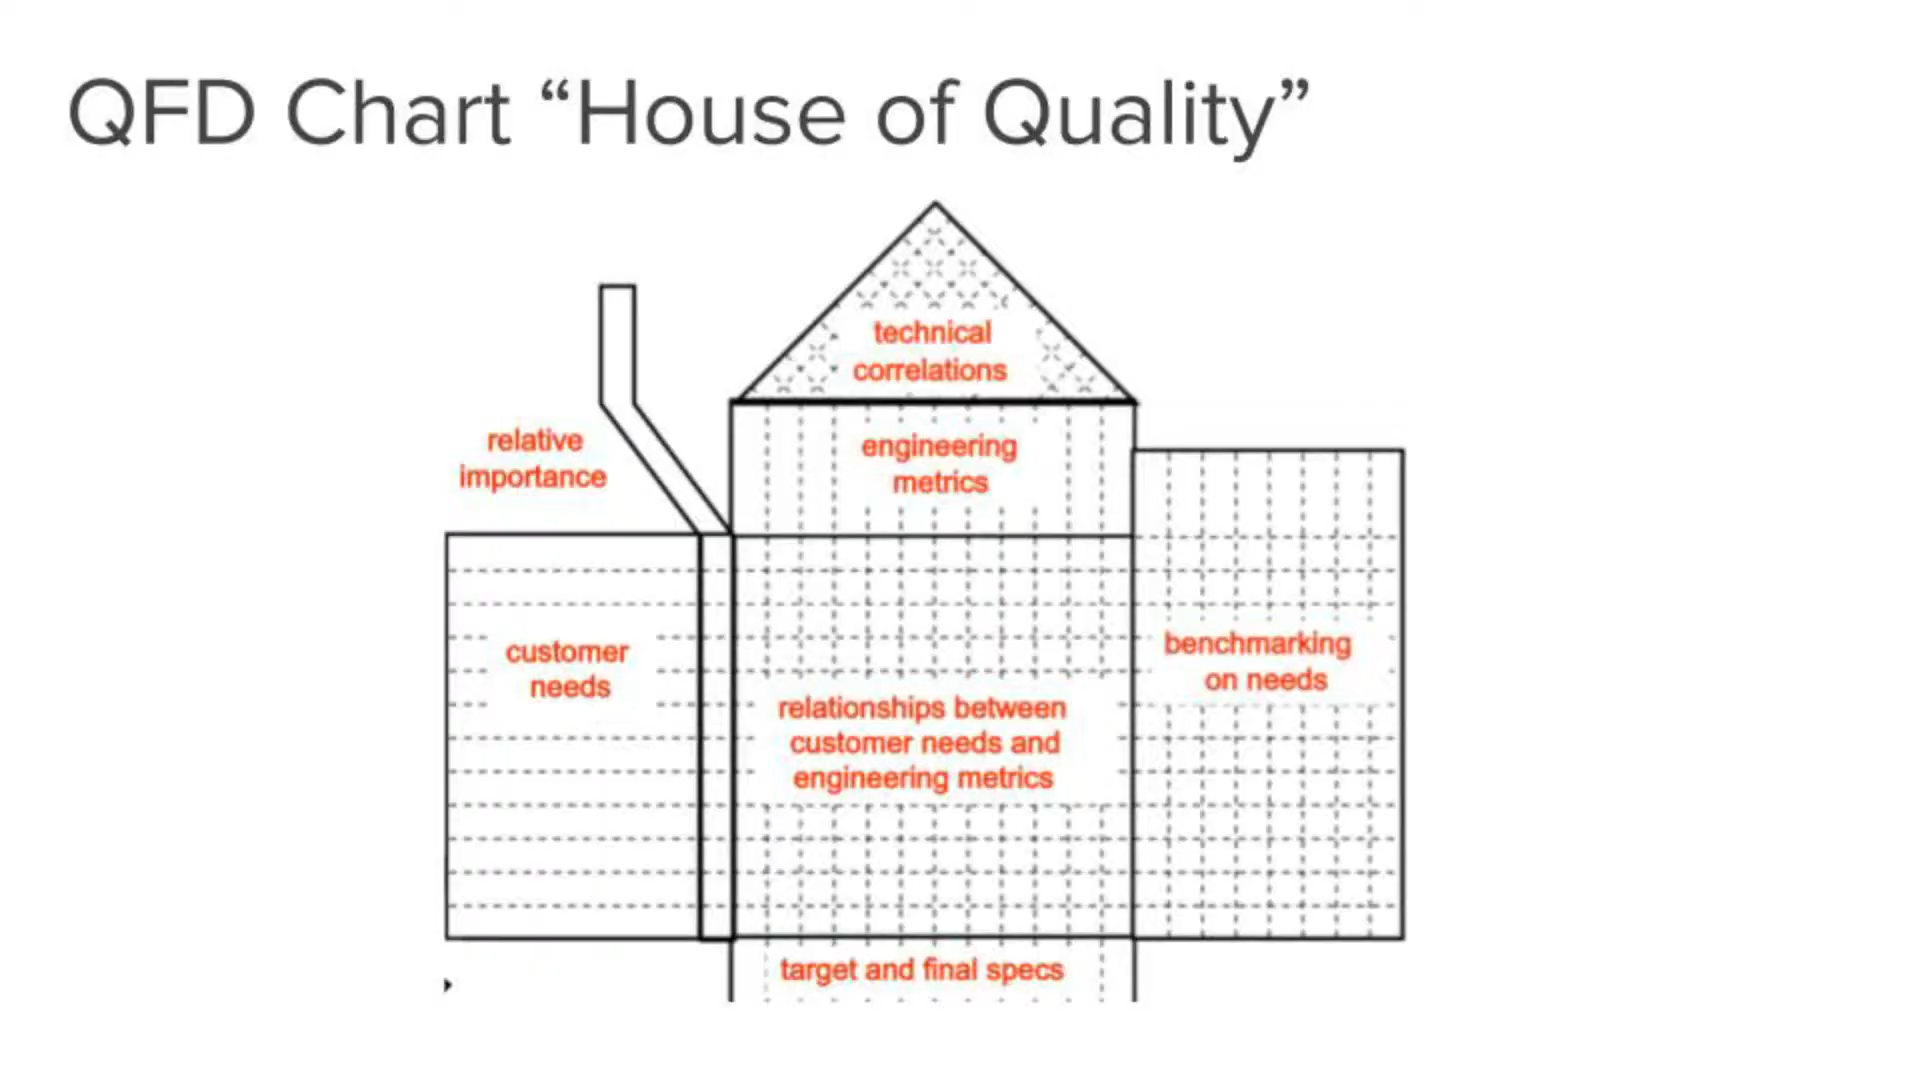 QFD Chart “House of Quality”
technical
correlations
relative
importance
engineering
metrics
customer
needs
relationships between
customer needs and
engineering metrics
benchmarking
on needs
target and final specs